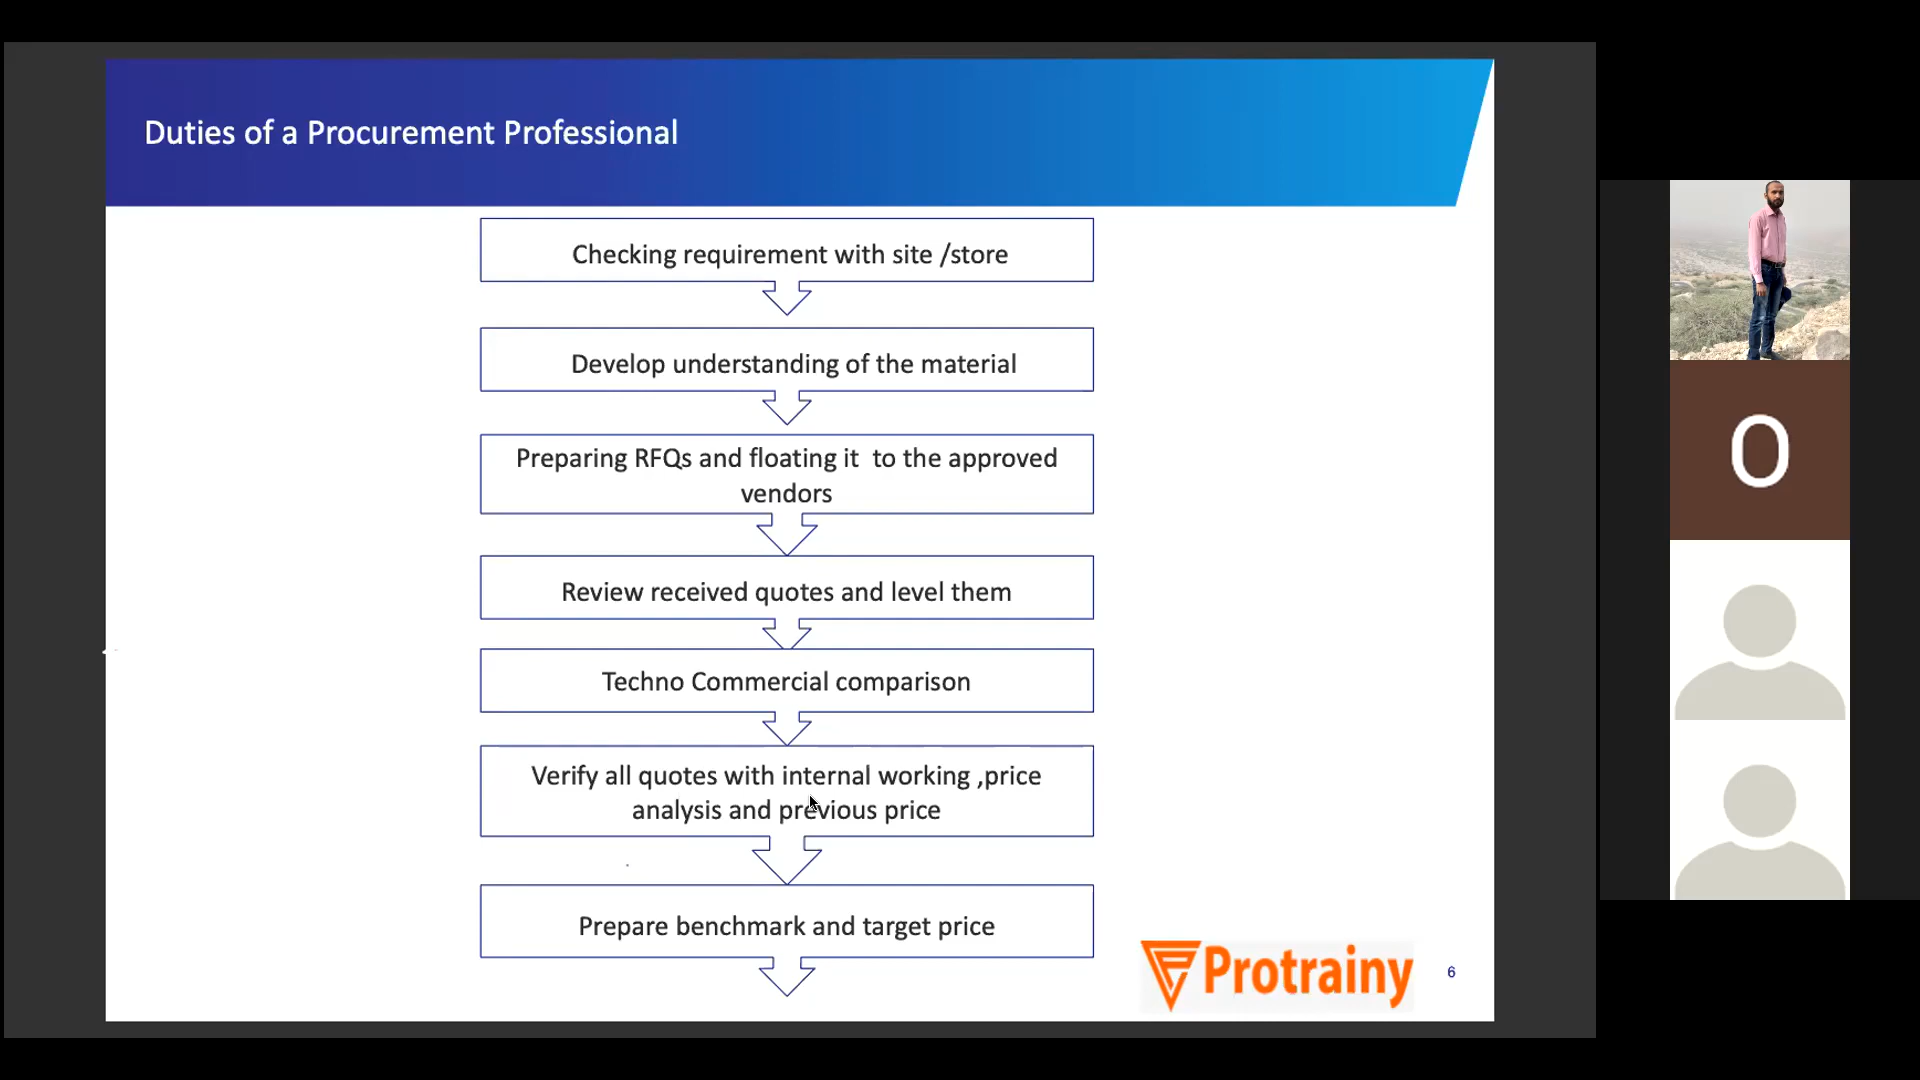 Duties of a Procurement Professional
Checking requirement with site /store
Develop understanding of the material
Preparing RFQs and floating it  to the approved
vendors
Review received quotes and level them
Techno Commercial comparison
Verify all quotes with internal working ,price
analysis and previous price
Prepare benchmark and target price
Protrainy
6
O